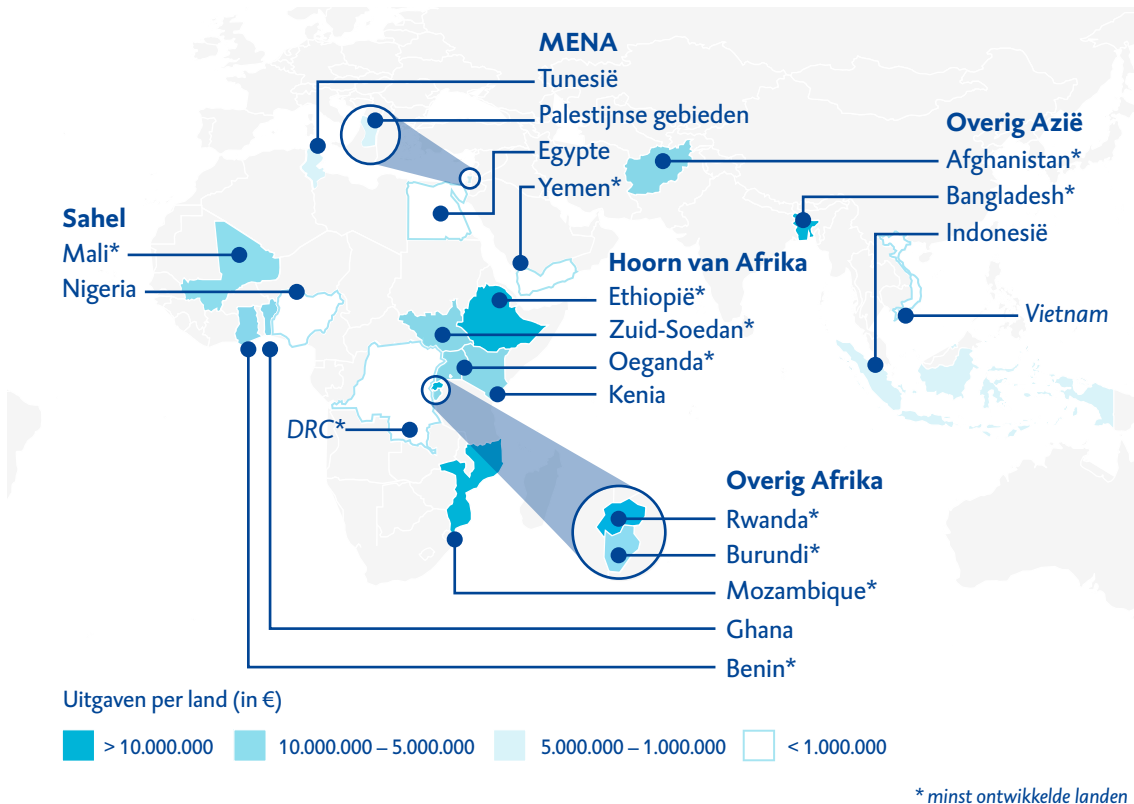 MENA
Tunesië
Palestijnse gebieden
Egypte
Yemen*
Overig Azië
Afghanistan*
Bangladesh*
Indonesië
Vietnam
Sahel
Mali*
Nigeria
Hoorn van Afrika
Ethiopië*
Zuid-Soedan*
Oeganda*
Kenia
DRC*
Overig Afrika
Rwanda*
Burundi*
Mozambique*
Ghana
Benin*
Uitgaven per land (in €)
> 10.000.000
10.000.000 – 5.000.000
5.000.000 – 1.000.000
< 1.000.000
* minst ontwikkelde landen